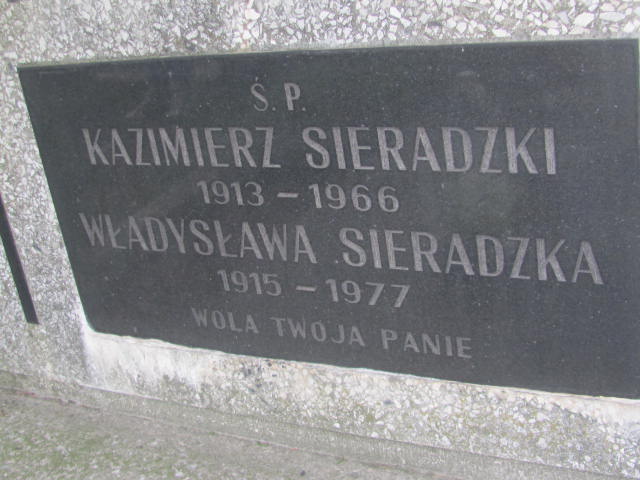 Ś. P.
KAZIMIERZ SIERADZKI
1913 – 1966
WŁADYSŁAWA SIERADZKA
1915 – 1977
WOLA TWOJA PANIE